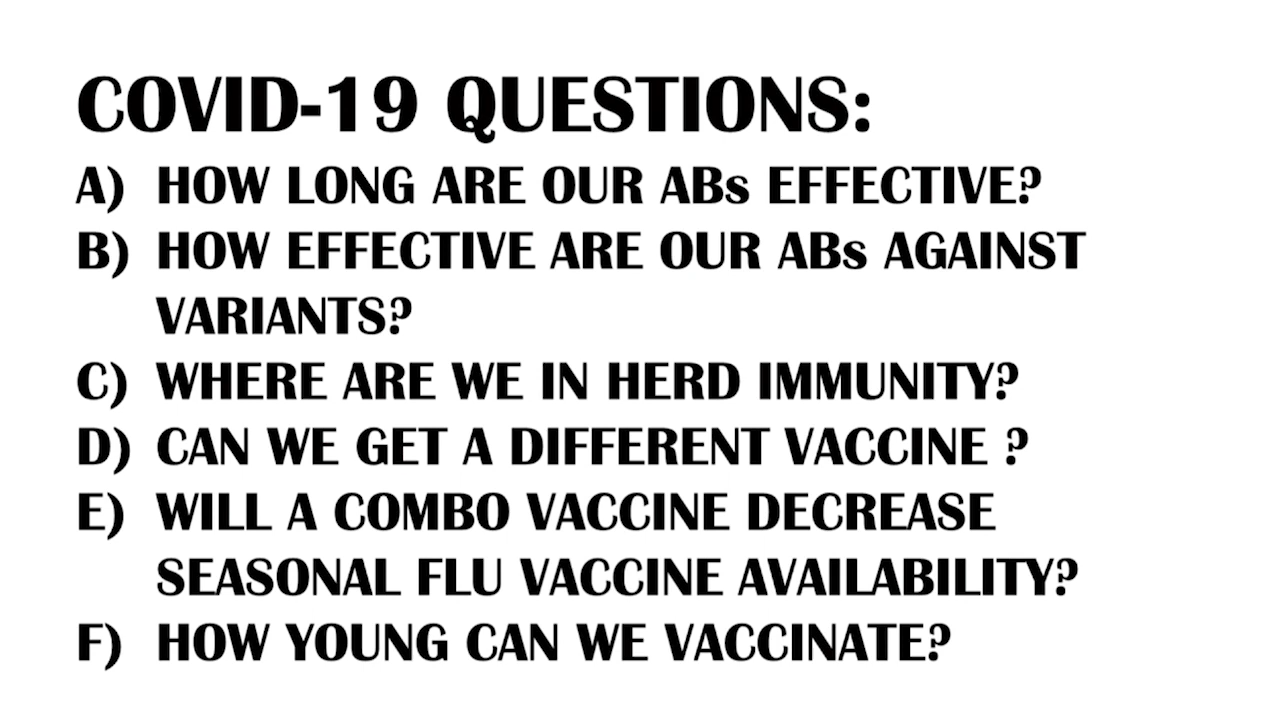 COVID-19 QUESTIONS:
A) HOW LONG ARE OUR ABs EFFECTIVE?
B) HOW EFFECTIVE ARE OUR ABs AGAINST
VARIANTS?
C) WHERE ARE WE IN HERD IMMUNITY?
D) CAN WE GET A DIFFERENT VACCINE ?
E) WILL A COMBO VACCINE DECREASE
SEASONAL FLU VACCINE AVAILABILITY?
F) HOW YOUNG CAN WE VACCINATE?